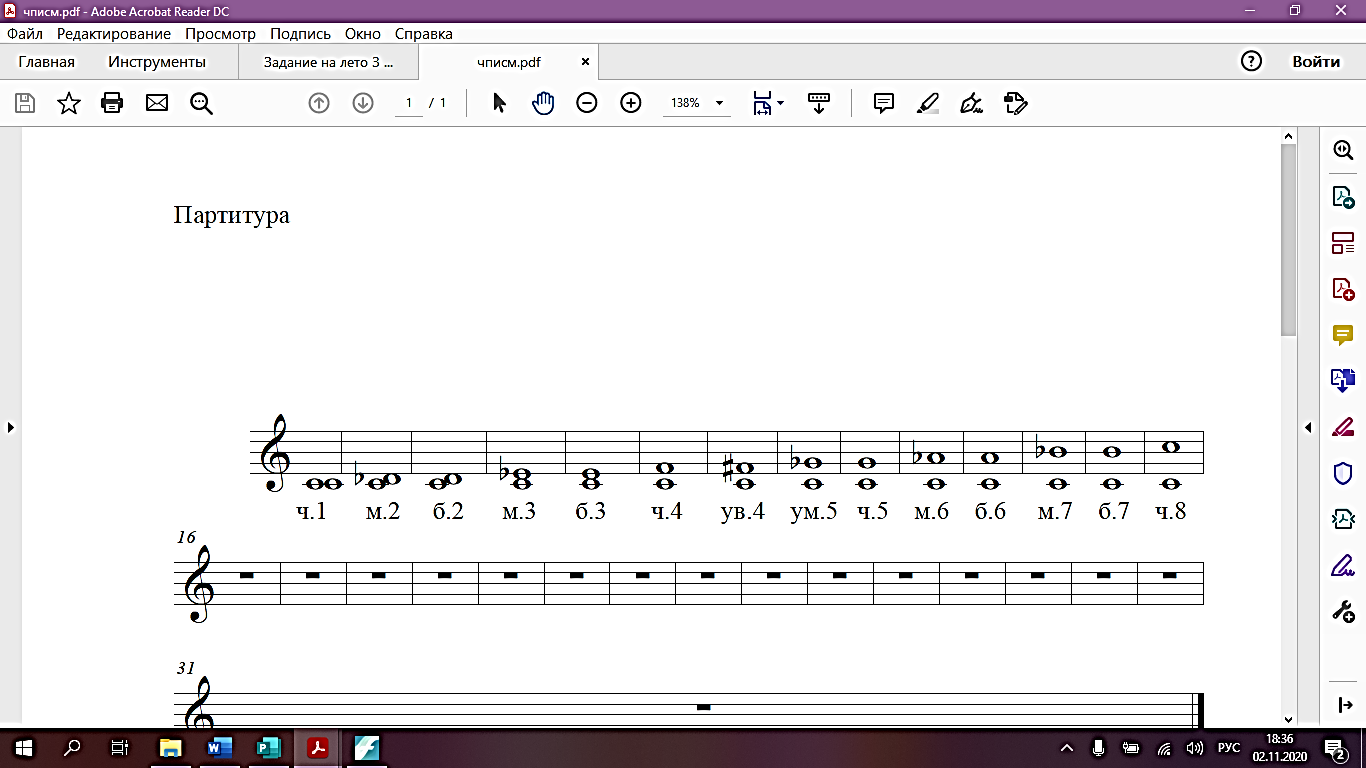 чписм.pdf - Adobe Acrobat Reader DC
Файл Редактирование Просмотр Подпись Окно Справка
Главная Инструменты Задание на лето 3 ... чписм.pdf × Войти
1 / 1 138%
Партитура
ч.1 м.2 б.2 м.3 б.3 ч.4 ув.4 ум.5 ч.5 м.6 б.6 м.7 б.7 ч.8
16
31
РУС 18:36
02.11.2020 2